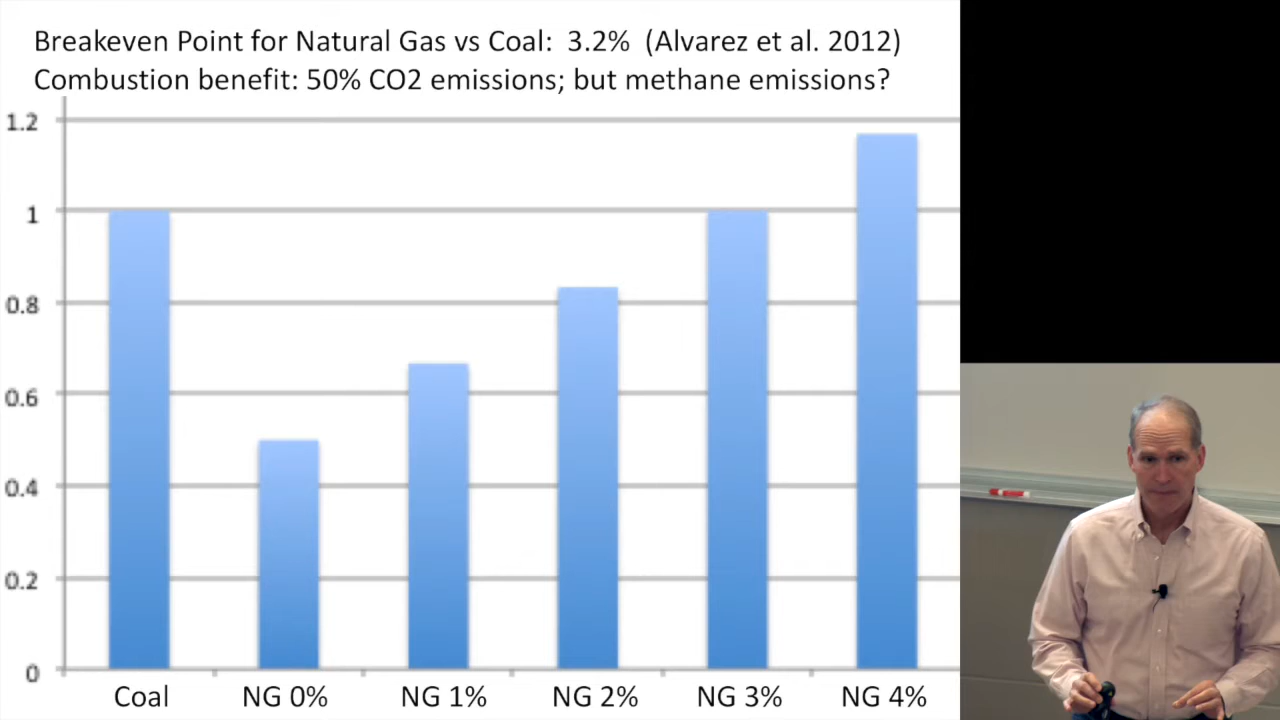 Breakeven Point for Natural Gas vs Coal: 3.2% (Alvarez et al. 2012)
Combustion benefit: 50% CO2 emissions; but methane emissions?
1.2
1
0.8
0.6
0.4
0.2
0
Coal NG 0% NG 1% NG 2% NG 3% NG 4%